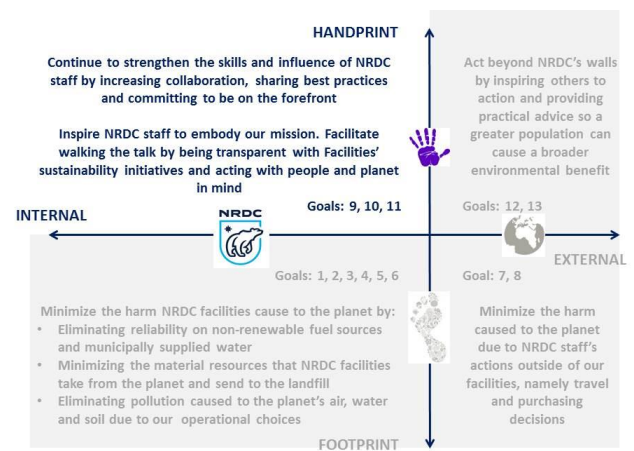 HANDPRINT
Continue to strengthen the skills and influence of NRDC
staff by increasing collaboration, sharing best practices
and committing to be on the forefront
Inspire NRDC staff to embody our mission. Facilitate
walking the talk by being transparent with Facilities'
sustainability initiatives and acting with people and planet
in mind
Goals: 9, 10, 11
Act beyond NRDC's walls
by inspiring others to
action and providing
practical advice so a
greater population can
cause a broader
environmental benefit
Goals: 12, 13
INTERNAL
NRDC
EXTERNAL
Goals: 1, 2, 3, 4, 5, 6
Minimize the harm NRDC facilities cause to the planet by:
• Eliminating reliability on non-renewable fuel sources
and municipally supplied water
• Minimizing the material resources that NRDC facilities
take from the planet and send to the landfill
• Eliminating pollution caused to the planet's air, water
and soil due to our operational choices
Goal: 7, 8
Minimize the harm
caused to the planet
due to NRDC staff's
actions outside of our
facilities, namely travel
and purchasing
decisions
FOOTPRINT